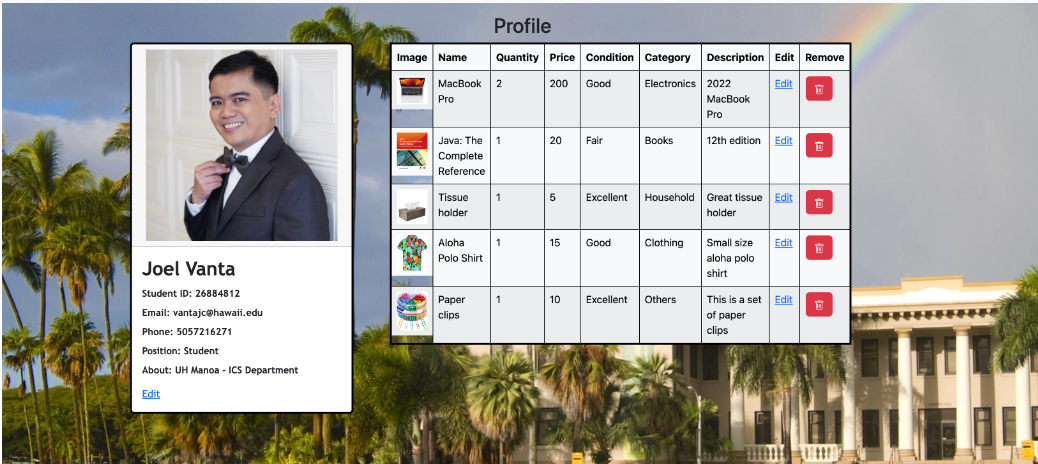 Profile
Joel Vanta
Student ID: 26884812
Email: vantajc@hawaii.edu
Phone: 5057216271
Position: Student
About: UH Manoa - ICS Department
Edit
Image Name Quantity Price Condition Category Description Edit Remove
MacBook 2 200 Good Electronics 2022 Edit
Pro MacBook
Pro
Java: The 1 20 Fair Books 12th edition Edit
Complete
Reference
Tissue 1 5 Excellent Household Great tissue Edit
holder holder
Aloha 1 15 Good Clothing Small size Edit
Polo Shirt aloha polo
shirt
Paper 1 10 Excellent Others This is a set Edit
clips of paper
clips